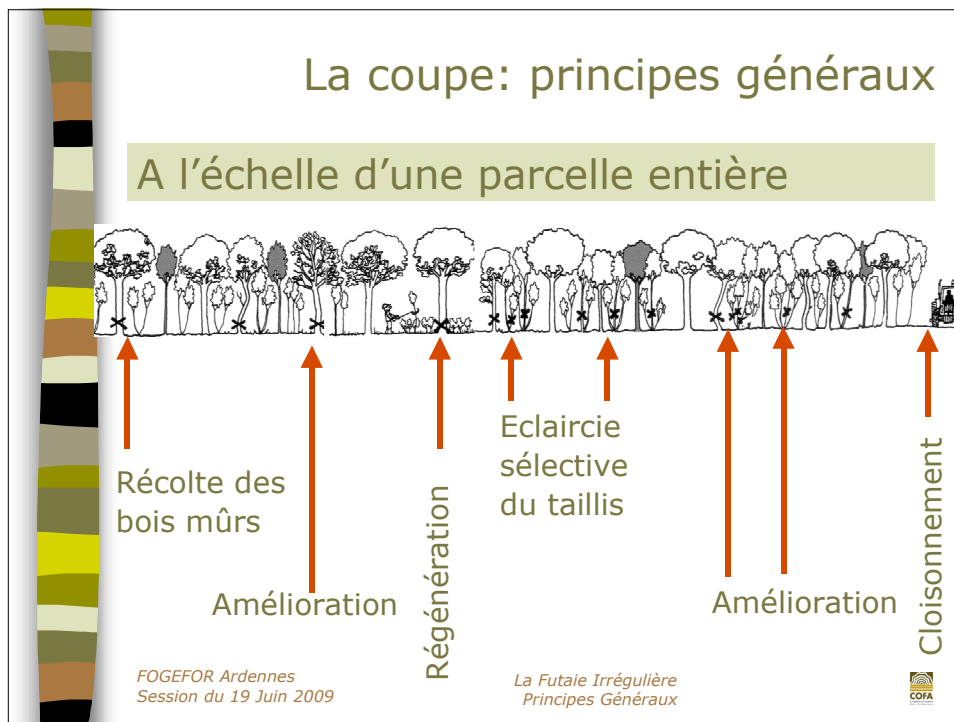 La coupe: principes généraux
A l’échelle d’une parcelle entière
Récolte des
bois mûrs
Amélioration
Régénération
Eclaircie
sélective
du taillis
Amélioration
Cloisonnement
FOGEFOR Ardennes
Session du 19 Juin 2009
La Futaie Irrégulière
Principes Généraux
COFA